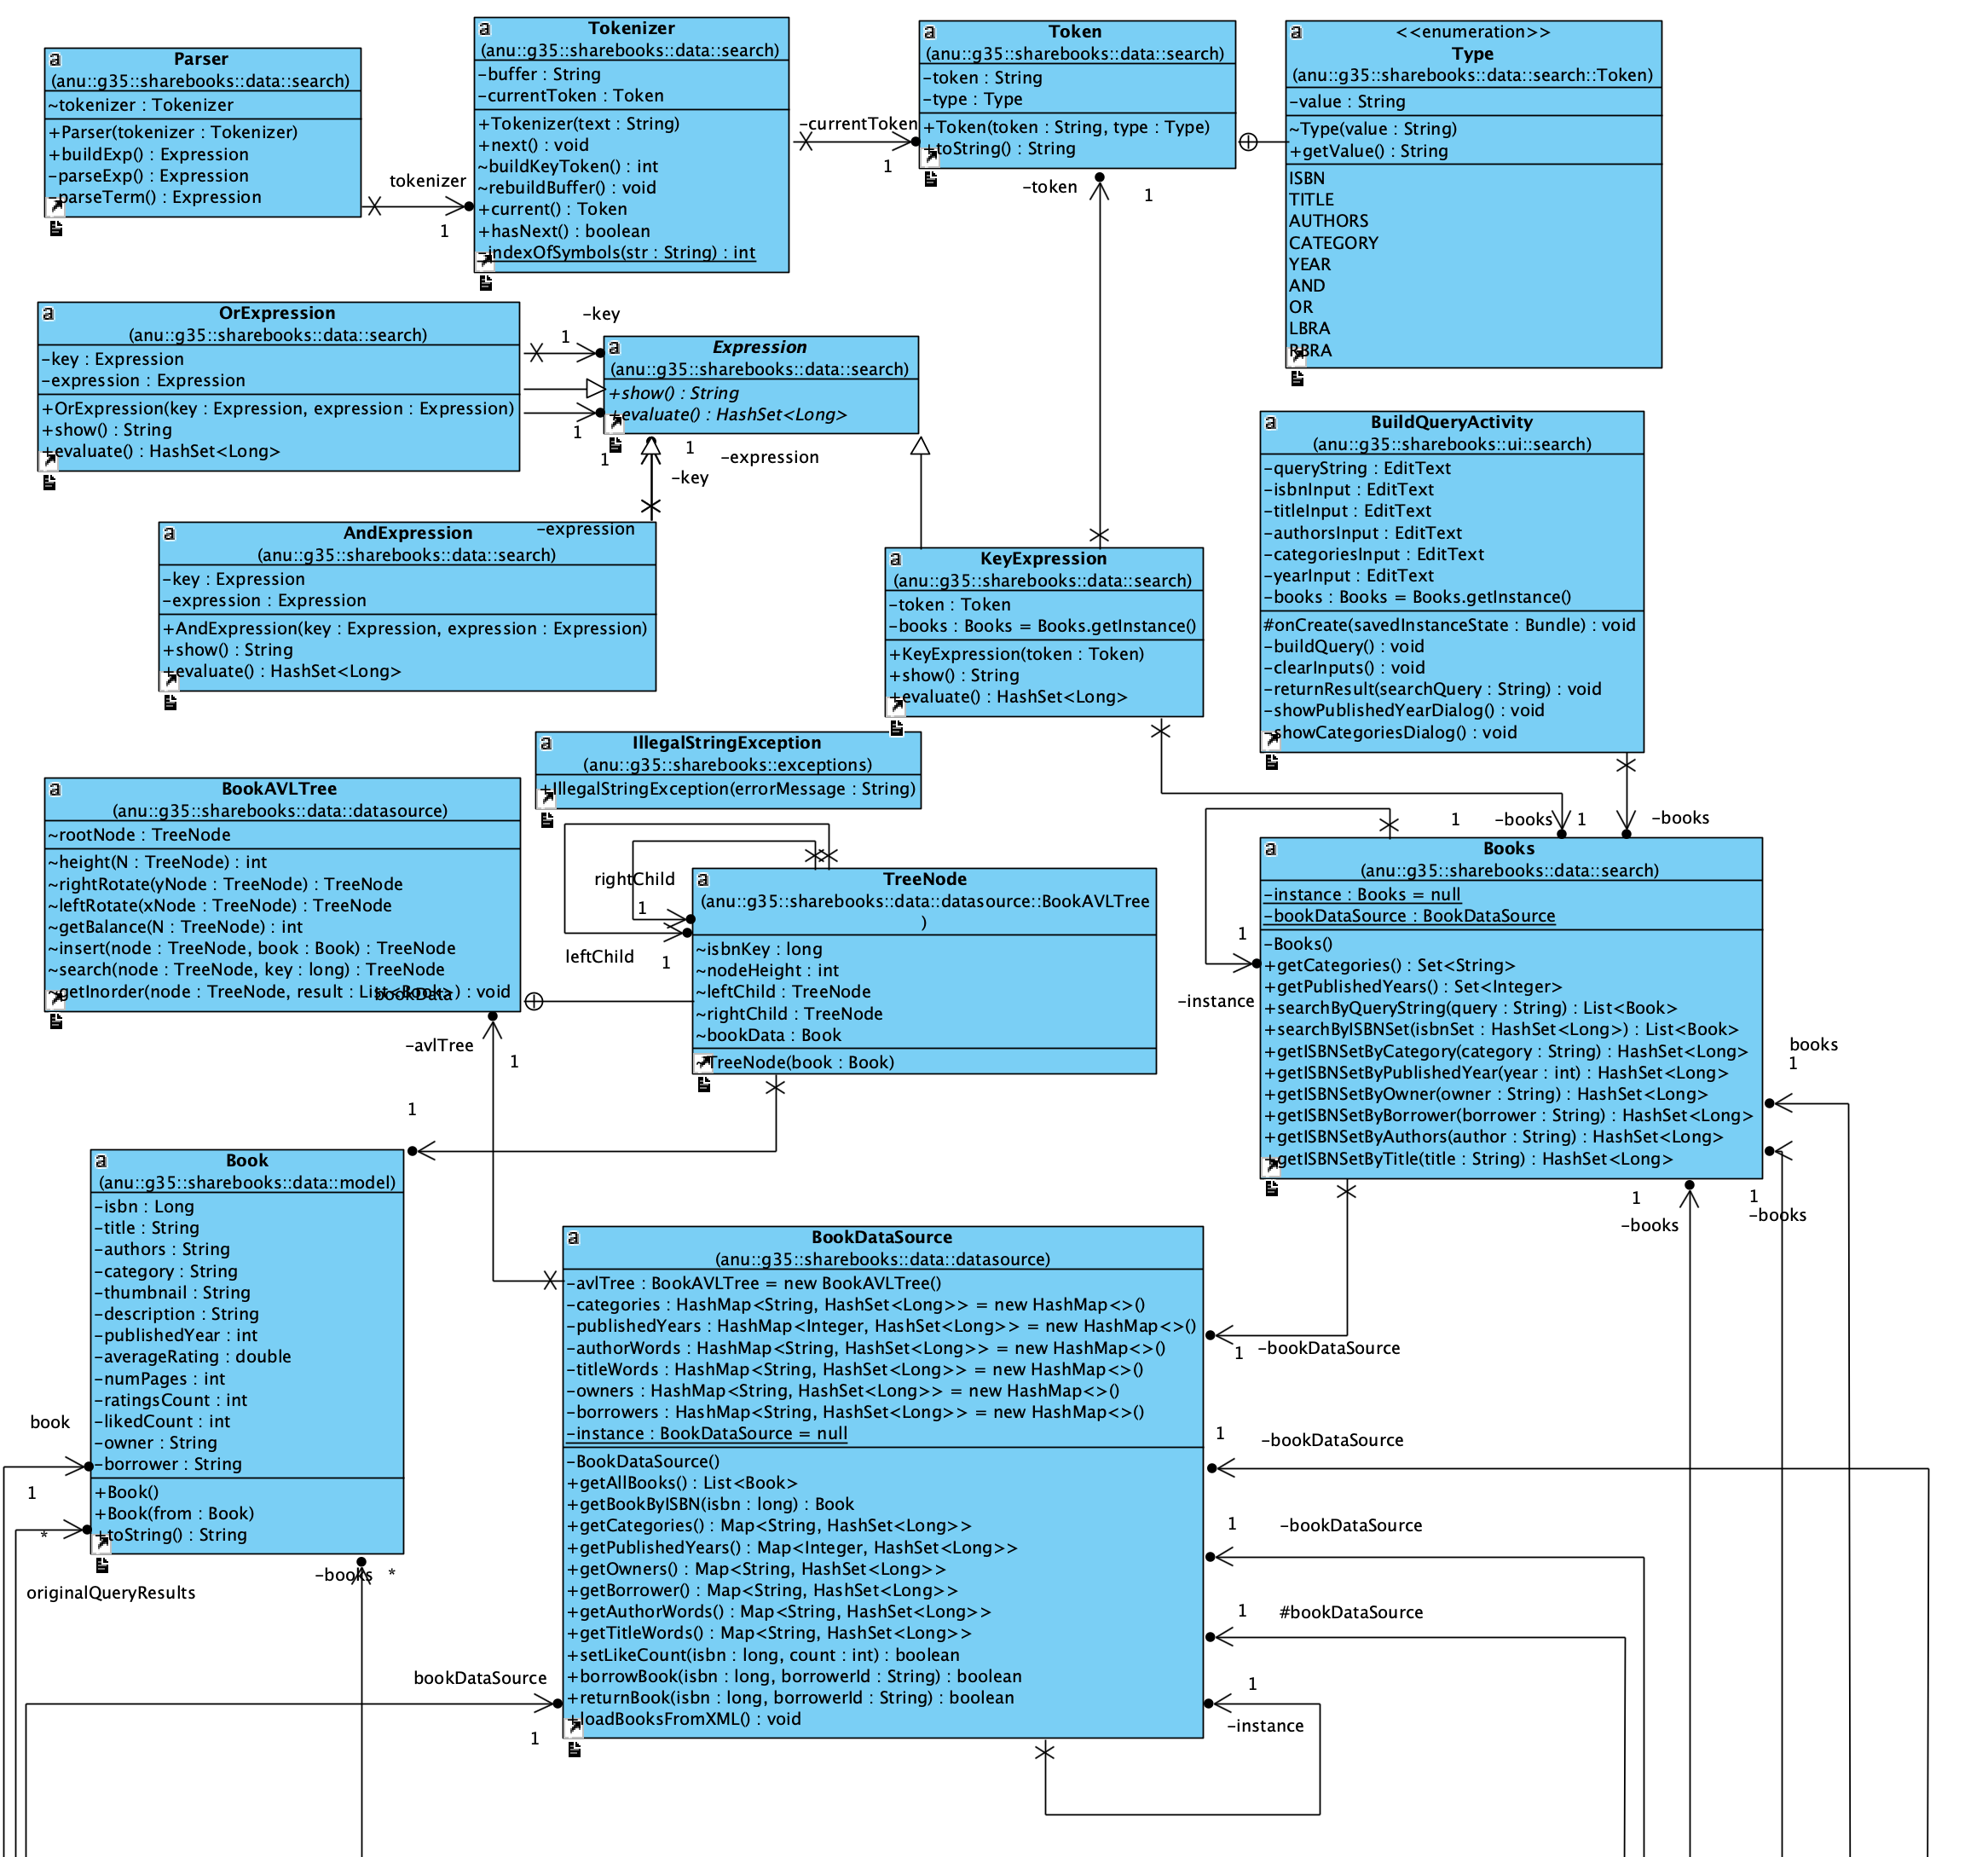 Parser
(anu::g35::sharebooks::data::search)
~tokenizer : Tokenizer
+Parser(tokenizer : Tokenizer)
+buildExp() : Expression
-parseExp() : Expression
-parseTerm() : Expression
tokenizer
1
Tokenizer
(anu::g35::sharebooks::data::search)
-buffer : String
-currentToken : Token
+Tokenizer(text : String)
+next() : void
~buildKeyToken() : int
~rebuildBuffer() : void
+current() : Token
+hasNext() : boolean
-indexOfSymbols(str : String) : int
-currentToken
1
Token
(anu::g35::sharebooks::data::search)
-token : String
-type : Type
+Token(token : String, type : Type)
+toString() : String
-token
1
<<enumeration>>
Type
(anu::g35::sharebooks::data::search::Token)
-value : String
~Type(value : String)
+getValue() : String
ISBN
TITLE
AUTHORS
CATEGORY
YEAR
AND
OR
LBRA
RBRA
OrExpression
(anu::g35::sharebooks::data::search)
-key : Expression
-expression : Expression
+OrExpression(key : Expression, expression : Expression)
+show() : String
+evaluate() : HashSet<Long>
-key
1
1
Expression
(anu::g35::sharebooks::data::search)
+show() : String
+evaluate() : HashSet<Long>
1
1
-expression
-key
-expression
AndExpression
(anu::g35::sharebooks::data::search)
-key : Expression
-expression : Expression
+AndExpression(key : Expression, expression : Expression)
+show() : String
+evaluate() : HashSet<Long>
KeyExpression
(anu::g35::sharebooks::data::search)
-token : Token
-books : Books = Books.getInstance()
+KeyExpression(token : Token)
+show() : String
+evaluate() : HashSet<Long>
BuildQueryActivity
(anu::g35::sharebooks::ui::search)
-queryString : EditText
-isbnInput : EditText
-titleInput : EditText
-authorsInput : EditText
-categoriesInput : EditText
-yearInput : EditText
-books : Books = Books.getInstance()
#onCreate(savedInstanceState : Bundle) : void
-buildQuery() : void
-clearInputs() : void
-returnResult(searchQuery : String) : void
-showPublishedYearDialog() : void
-showCategoriesDialog() : void
IllegalStringException
(anu::g35::sharebooks::exceptions)
+IllegalStringException(errorMessage : String)
BookAVLTree
(anu::g35::sharebooks::data::datasource)
~rootNode : TreeNode
~height(N : TreeNode) : int
~rightRotate(yNode : TreeNode) : TreeNode
~leftRotate(xNode : TreeNode) : TreeNode
~getBalance(N : TreeNode) : int
~insert(node : TreeNode, book : Book) : TreeNode
~search(node : TreeNode, key : long) : TreeNode
~getInorder(node : TreeNode, result : List<Book>) : void
bookData
-avlTree
1
1
rightChild
1
leftChild
1
TreeNode
(anu::g35::sharebooks::data::datasource::BookAVLTree
)
~isbnKey : long
~nodeHeight : int
~leftChild : TreeNode
~rightChild : TreeNode
~bookData : Book
~TreeNode(book : Book)
1
-books
1
-books
1
-instance
Books
(anu::g35::sharebooks::data::search)
-instance : Books = null
-bookDataSource : BookDataSource
-Books()
+getCategories() : Set<String>
+getPublishedYears() : Set<Integer>
+searchByQueryString(query : String) : List<Book>
+searchByISBNSet(isbnSet : HashSet<Long>) : List<Book>
+getISBNSetByCategory(category : String) : HashSet<Long>
+getISBNSetByPublishedYear(year : int) : HashSet<Long>
+getISBNSetByOwner(owner : String) : HashSet<Long>
+getISBNSetByBorrower(borrower : String) : HashSet<Long>
+getISBNSetByAuthors(author : String) : HashSet<Long>
+getISBNSetByTitle(title : String) : HashSet<Long>
books
1
1
-books
1
-books
Book
(anu::g35::sharebooks::data::model)
-isbn : Long
-title : String
-authors : String
-category : String
-thumbnail : String
-description : String
-publishedYear : int
-averageRating : double
-numPages : int
-ratingsCount : int
-likedCount : int
-owner : String
-borrower : String
+Book()
+Book(from : Book)
+toString() : String
book
1
*
originalQueryResults
-books
*
BookDataSource
(anu::g35::sharebooks::data::datasource)
-avlTree : BookAVLTree = new BookAVLTree()
-categories : HashMap<String, HashSet<Long>> = new HashMap<>()
-publishedYears : HashMap<Integer, HashSet<Long>> = new HashMap<>()
-authorWords : HashMap<String, HashSet<Long>> = new HashMap<>()
-titleWords : HashMap<String, HashSet<Long>> = new HashMap<>()
-owners : HashMap<String, HashSet<Long>> = new HashMap<>()
-borrowers : HashMap<String, HashSet<Long>> = new HashMap<>()
-instance : BookDataSource = null
-BookDataSource()
+getAllBooks() : List<Book>
+getBookByISBN(isbn : long) : Book
+getCategories() : Map<String, HashSet<Long>>
+getPublishedYears() : Map<Integer, HashSet<Long>>
+getOwners() : Map<String, HashSet<Long>>
+getBorrower() : Map<String, HashSet<Long>>
+getAuthorWords() : Map<String, HashSet<Long>>
+getTitleWords() : Map<String, HashSet<Long>>
+setLikeCount(isbn : long, count : int) : boolean
+borrowBook(isbn : long, borrowerId : String) : boolean
+returnBook(isbn : long, borrowerId : String) : boolean
+loadBooksFromXML() : void
bookDataSource
1
1
-bookDataSource
1
-bookDataSource
1
-bookDataSource
1
#bookDataSource
1
-instance